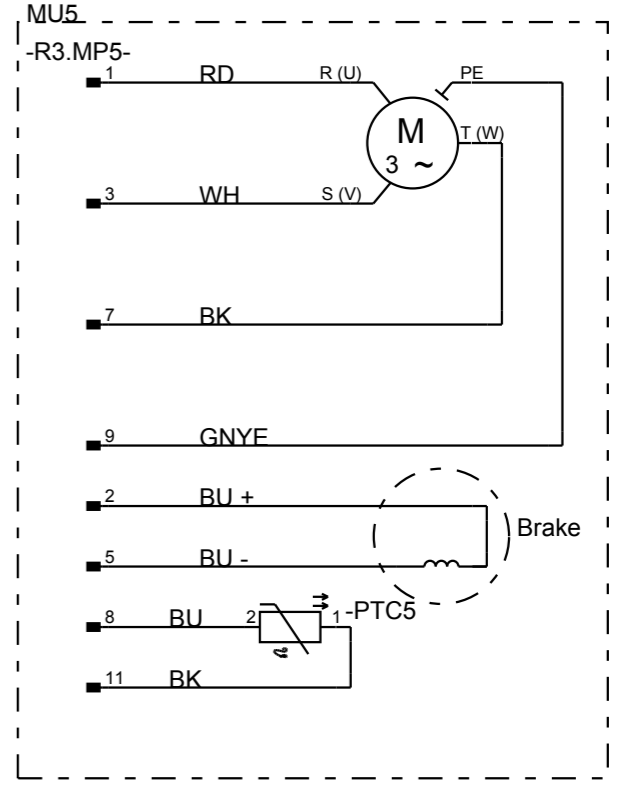 MU5
-R3.MP5-
1 RD R (U) PE
M
3 ~
T (W)
3 WH S (V)
7 BK
9 GNYE
2 BU +
Brake
5 BU -
-PTC5
8 BU 2 1
11 BK